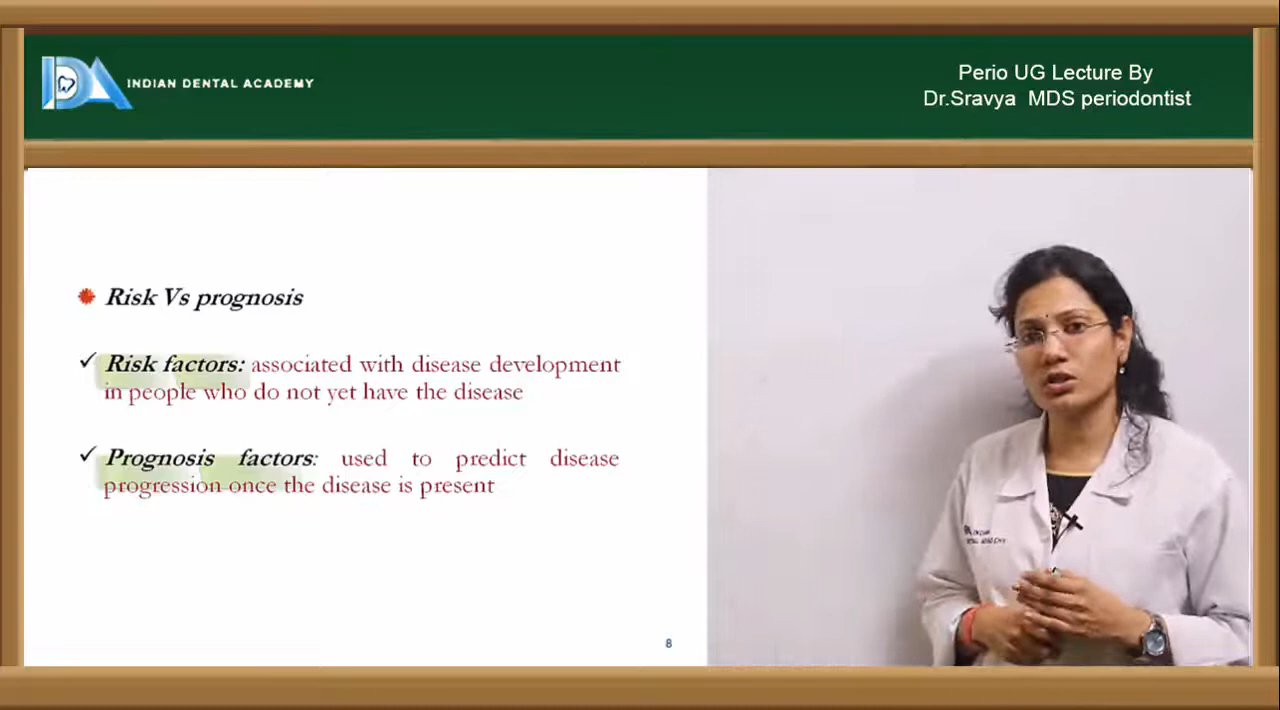 INDIAN DENTAL ACADEMY
Perio UG Lecture By
Dr.Sravya MDS periodontist
Risk Vs prognosis
Risk factors: associated with disease development
in people who do not yet have the disease
Prognosis factors: used to predict disease
progression once the disease is present
8